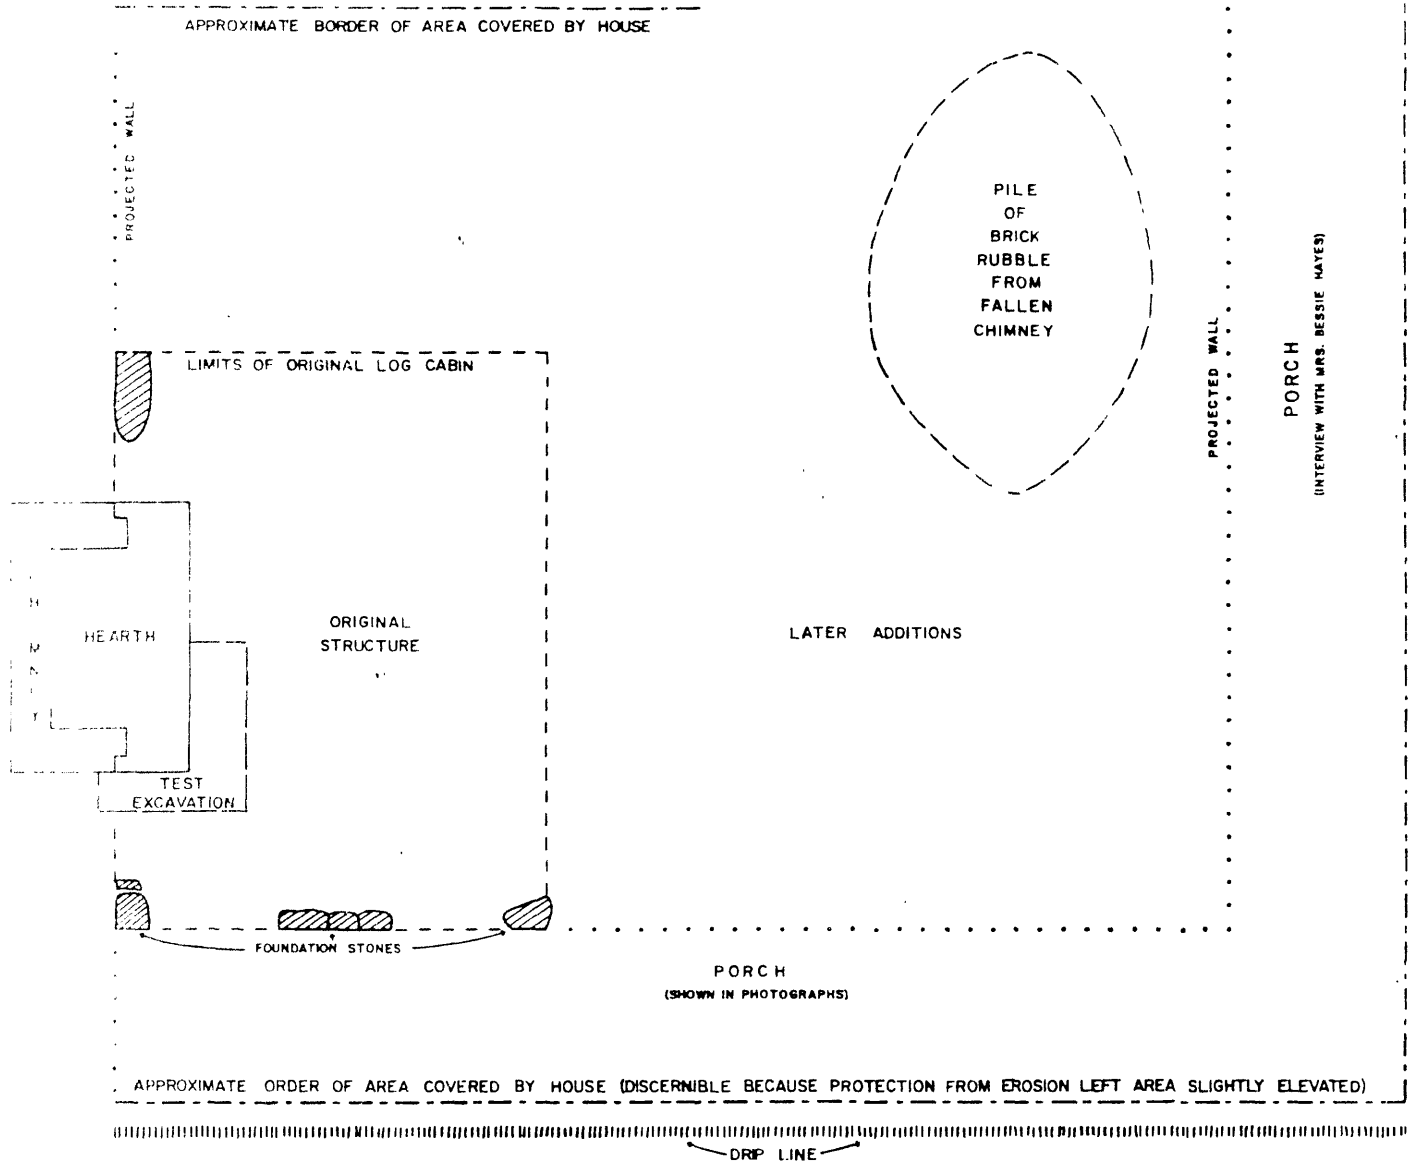 APPROXIMATE BORDER OF AREA COVERED BY HOUSE
PROJECTED WALL
PILE
OF
BRICK
RUBBLE
FROM
FALLEN
CHIMNEY
PROJECTED WALL
PORCH
(INTERVIEW WITH MRS. BESSIE HAYES)
LIMITS OF ORIGINAL LOG CABIN
HEARTH
ORIGINAL
STRUCTURE
LATER ADDITIONS
TEST
EXCAVATION
FOUNDATION STONES
PORCH
(SHOWN IN PHOTOGRAPHS)
APPROXIMATE ORDER OF AREA COVERED BY HOUSE (DISCERNIBLE BECAUSE PROTECTION FROM EROSION LEFT AREA SLIGHTLY ELEVATED)
DRIP LINE